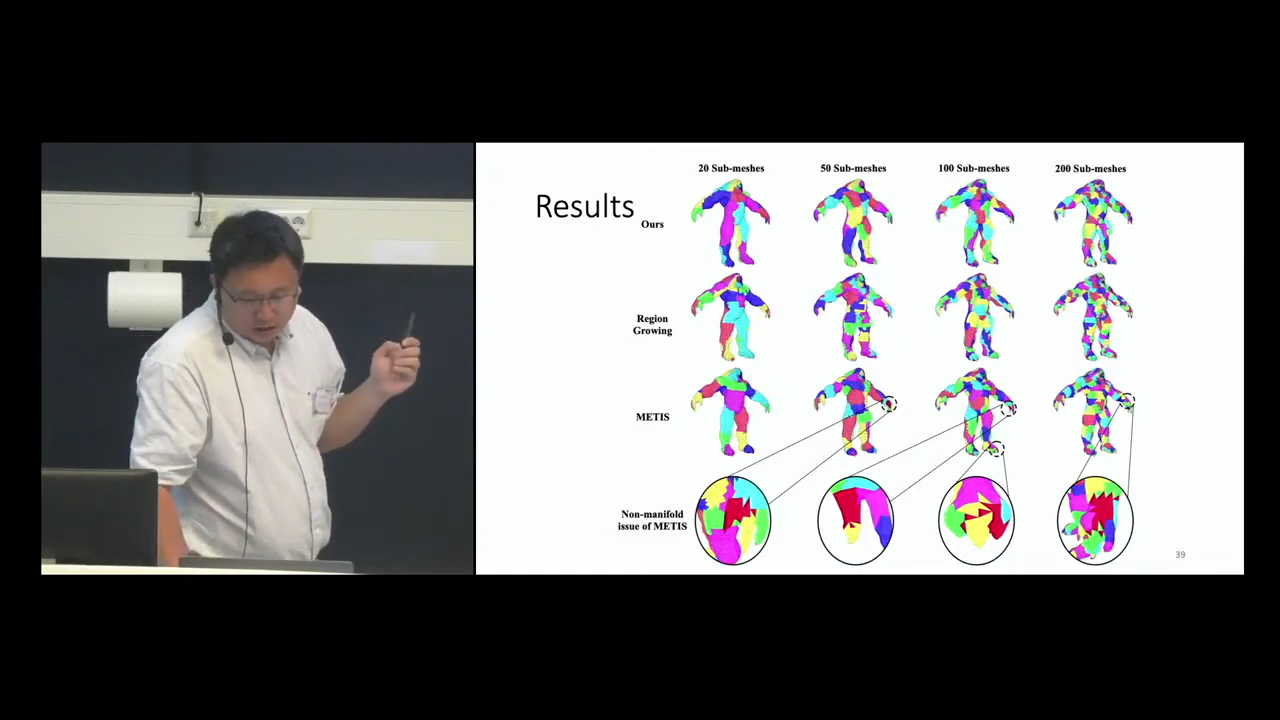 20 Sub-meshes
50 Sub-meshes
100 Sub-meshes
200 Sub-meshes
Results
Ours
Region
Growing
METIS
Non-manifold
issue of METIS
39